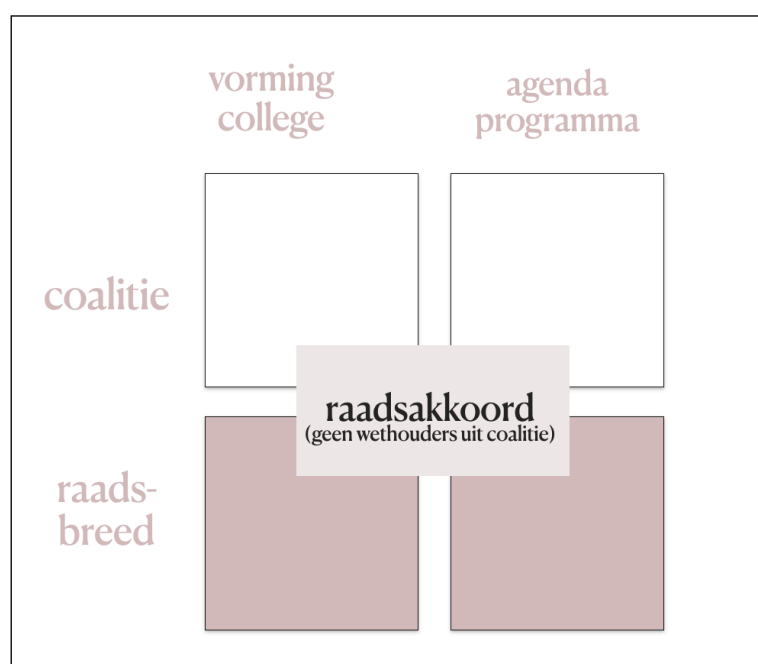 vorming
college
agenda
programma
coalitie
raadsakkoord
(geen wethouders uit coalitie)
raads-
breed